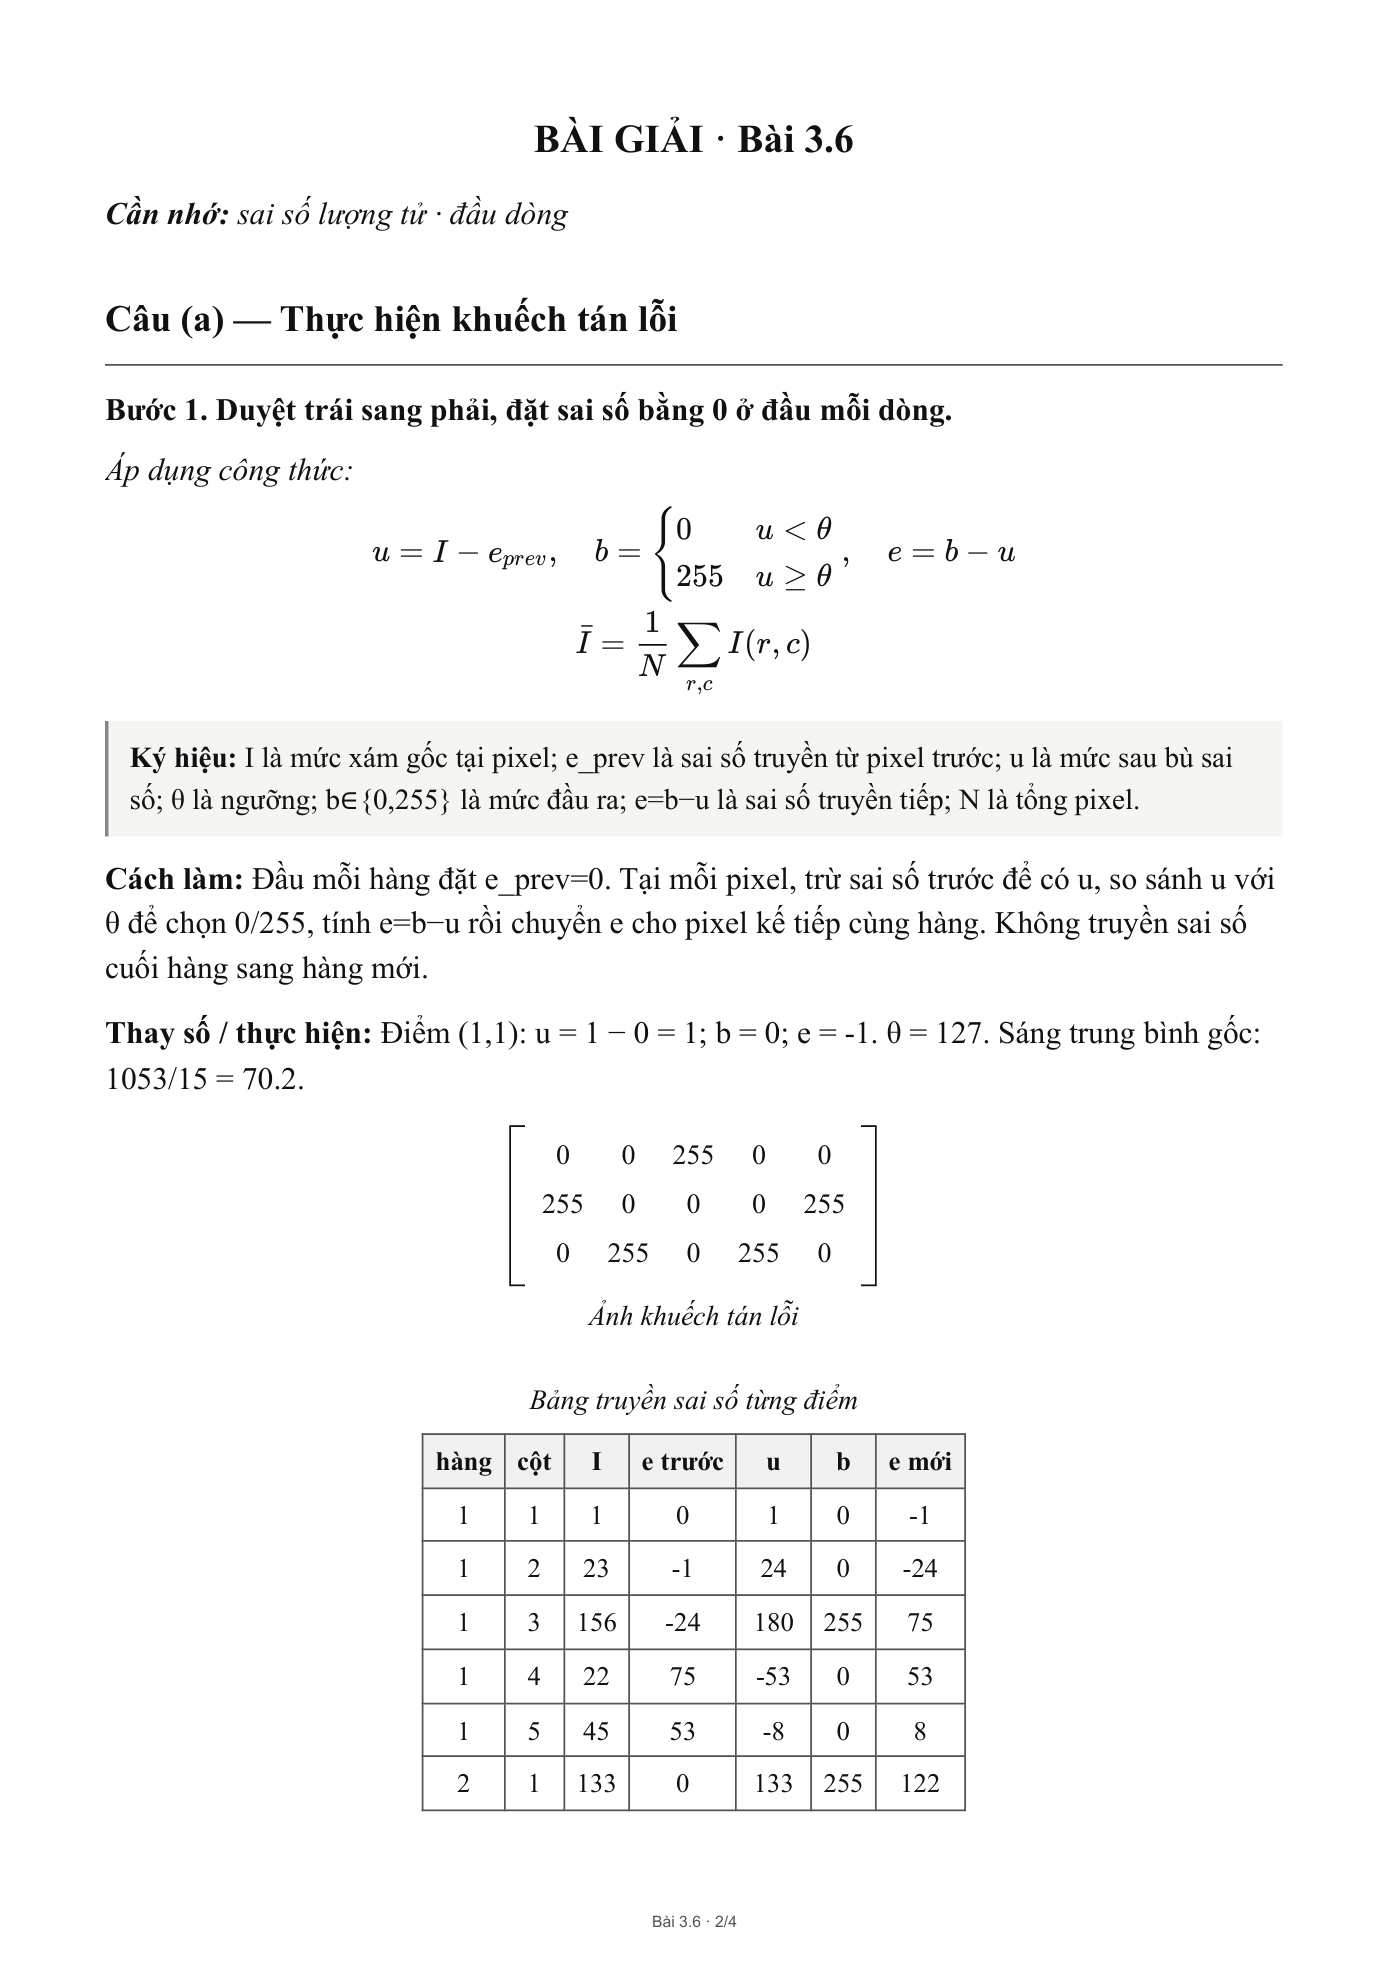 BÀI GIẢI · Bài 3.6
Cần nhớ: sai số lượng tử · đầu dòng
Câu (a) — Thực hiện khuếch tán lỗi
Bước 1. Duyệt trái sang phải, đặt sai số bằng 0 ở đầu mỗi dòng.
Áp dụng công thức:
u = I − e_prev, b = { 0 u < θ ; 255 u ≥ θ , e = b − u
Ī = 1/N ∑_{r,c} I(r, c)
Ký hiệu: I là mức xám gốc tại pixel; e_prev là sai số truyền từ pixel trước; u là mức sau bù sai
số; θ là ngưỡng; b∈{0,255} là mức đầu ra; e=b−u là sai số truyền tiếp; N là tổng pixel.
Cách làm: Đầu mỗi hàng đặt e_prev=0. Tại mỗi pixel, trừ sai số trước để có u, so sánh u với
θ để chọn 0/255, tính e=b−u rồi chuyển e cho pixel kế tiếp cùng hàng. Không truyền sai số
cuối hàng sang hàng mới.
Thay số / thực hiện: Điểm (1,1): u = 1 − 0 = 1; b = 0; e = -1. θ = 127. Sáng trung bình gốc:
1053/15 = 70.2.
0 0 255 0 0
255 0 0 0 255
0 255 0 255 0
Ảnh khuếch tán lỗi
Bảng truyền sai số từng điểm
hàng cột I e trước u b e mới
1 1 1 0 1 0 -1
1 2 23 -1 24 0 -24
1 3 156 -24 180 255 75
1 4 22 75 -53 0 53
1 5 45 53 -8 0 8
2 1 133 0 133 255 122
Bài 3.6 · 2/4